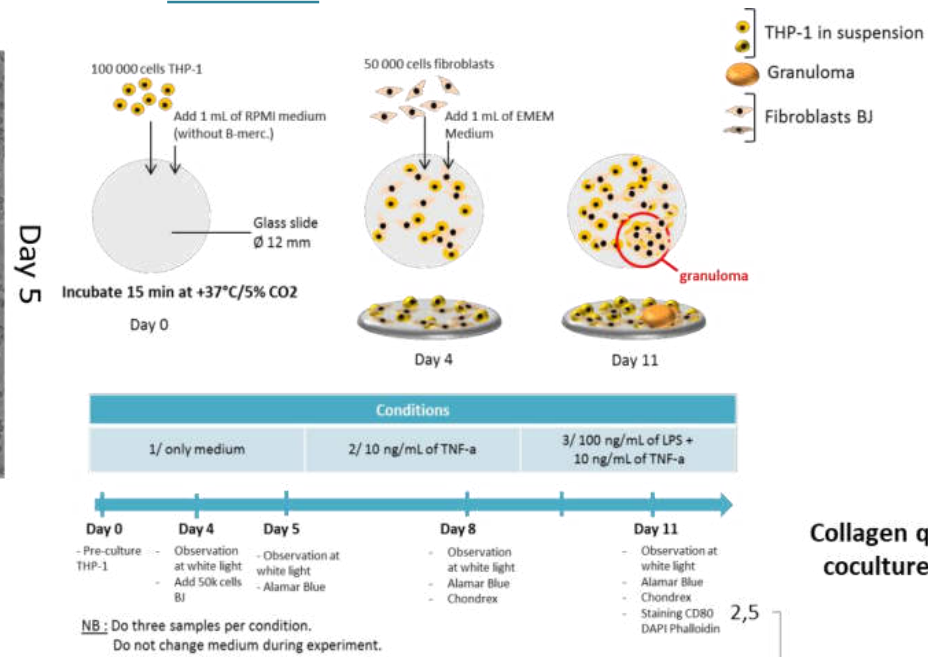 THP-1 in suspension
Granuloma
Fibroblasts BJ
100 000 cells THP-1
Add 1 mL of RPMI medium
(without B-merc.)
Glass slide
Ø 12 mm
Incubate 15 min at +37°C/5% CO2
Day 0
50 000 cells fibroblasts
Add 1 mL of EMEM
Medium
Day 4
granuloma
Day 11
Day 5
Conditions
1/ only medium
2/ 10 ng/mL of TNF-a
3/ 100 ng/mL of LPS +
10 ng/mL of TNF-a
Day 0
- Pre-culture
THP-1
Day 4
- Observation
at white light
- Add 50k cells
BJ
Day 5
- Observation at
white light
- Alamar Blue
Day 8
- Observation
at white light
- Alamar Blue
- Chondrex
Day 11
- Observation at
white light
- Alamar Blue
- Chondrex
- Staining CD80
DAPI Phalloidin
NB : Do three samples per condition.
Do not change medium during experiment.
Collagen q
coculture
2,5